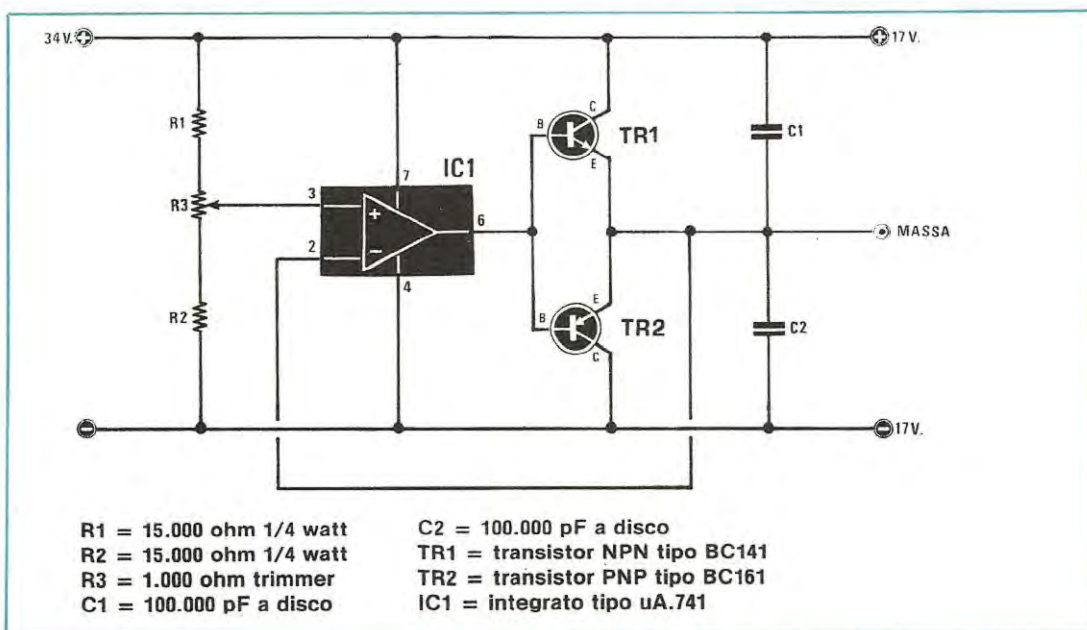 34V.
17V.
R1
R3
R2
3
2
7
4
6
IC1
B
C
E
TR1
B
E
C
TR2
C1
C2
MASSA
17V.
R1 = 15.000 ohm 1/4 watt
R2 = 15.000 ohm 1/4 watt
R3 = 1.000 ohm trimmer
C1 = 100.000 pF a disco
C2 = 100.000 pF a disco
TR1 = transistor NPN tipo BC141
TR2 = transistor PNP tipo BC161
IC1 = integrato tipo uA.741